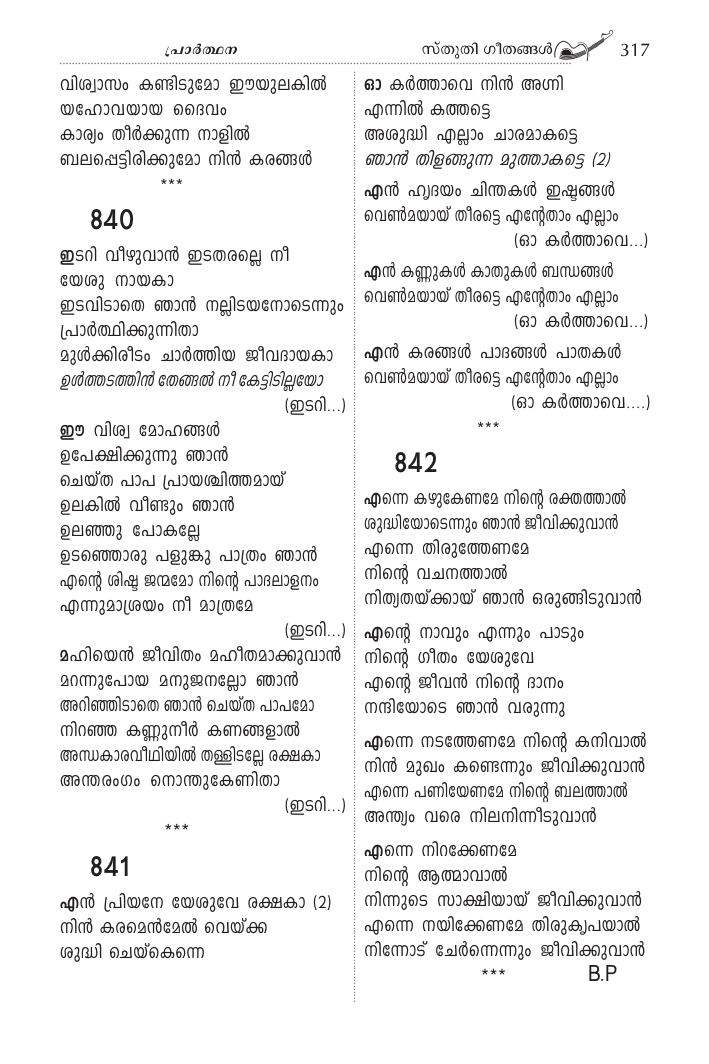 പ്രാർത്ഥന
സ്തുതി ഗീതങ്ങൾ 317
വിശ്വാസം കണ്ടിടുമോ ഈയുലകിൽ
യഹോവയായ ദൈവം
കാര്യം തീർക്കുന്ന നാളിൽ
ബലപ്പെട്ടിരിക്കുമോ നിൻ കരങ്ങൾ
***
840
ഇടറി വീഴുവാൻ ഇടതരല്ലെ നീ
യേശു നായകാ
ഇടവിടാതെ ഞാൻ നല്ലിടയനോടെന്നും
പ്രാർത്ഥിക്കുന്നിതാ
മുൾക്കിരീടം ചാർത്തിയ ജീവദായകാ
ഉൾത്തടത്തിൻ തേങ്ങൽ നീ കേട്ടിടില്ലയോ
(ഇടറി...)
ഈ വിശ്വ മോഹങ്ങൾ
ഉപേക്ഷിക്കുന്നു ഞാൻ
ചെയ്ത പാപ പ്രായശ്ചിത്തമായ്
ഉലകിൽ വീണ്ടും ഞാൻ
ഉലഞ്ഞു പോകല്ലേ
ഉടഞ്ഞൊരു പളുങ്കു പാത്രം ഞാൻ
എന്റെ ശിഷ്ട ജന്മമോ നിന്റെ പാദലാളനം
എന്നുമാശ്രയം നീ മാത്രമേ
(ഇടറി...)
മഹിയെൻ ജീവിതം മഹീതമാക്കുവാൻ
മറന്നുപോയ മനുജനല്ലോ ഞാൻ
അറിഞ്ഞിടാതെ ഞാൻ ചെയ്ത പാപമോ
നിറഞ്ഞ കണ്ണുനീർ കണങ്ങളാൽ
അന്ധകാരവീഥിയിൽ തള്ളിടല്ലേ രക്ഷകാ
അന്തരംഗം നൊന്തുകേണിതാ
(ഇടറി...)
***
841
എൻ പ്രിയനേ യേശുവേ രക്ഷകാ (2)
നിൻ കരമെൻമേൽ വെയ്ക്ക
ശുദ്ധി ചെയ്കെന്നെ
ഓ കർത്താവെ നിൻ അഗ്നി
എന്നിൽ കത്തട്ടെ
അശുദ്ധി എല്ലാം ചാരമാകട്ടെ
ഞാൻ തിളങ്ങുന്ന മുത്താകട്ടെ (2)
എൻ ഹൃദയം ചിന്തകൾ ഇഷ്ടങ്ങൾ
വെൺമയായ് തീരട്ടെ എന്റേതാം എല്ലാം
(ഓ കർത്താവെ...)
എൻ കണ്ണുകൾ കാതുകൾ ബന്ധങ്ങൾ
വെൺമയായ് തീരട്ടെ എന്റേതാം എല്ലാം
(ഓ കർത്താവെ...)
എൻ കരങ്ങൾ പാദങ്ങൾ പാതകൾ
വെൺമയായ് തീരട്ടെ എന്റേതാം എല്ലാം
(ഓ കർത്താവെ....)
***
842
എന്നെ കഴുകേണമേ നിന്റെ രക്തത്താൽ
ശുദ്ധിയോടെന്നും ഞാൻ ജീവിക്കുവാൻ
എന്നെ തിരുത്തേണമേ
നിന്റെ വചനത്താൽ
നിത്യതയ്ക്കായ് ഞാൻ ഒരുങ്ങിടുവാൻ
എന്റെ നാവും എന്നും പാടും
നിന്റെ ഗീതം യേശുവേ
എന്റെ ജീവൻ നിന്റെ ദാനം
നന്ദിയോടെ ഞാൻ വരുന്നു
എന്നെ നടത്തേണമേ നിന്റെ കനിവാൽ
നിൻ മുഖം കണ്ടെന്നും ജീവിക്കുവാൻ
എന്നെ പണിയേണമേ നിന്റെ ബലത്താൽ
അന്ത്യം വരെ നിലനിന്നീടുവാൻ
എന്നെ നിറക്കേണമേ
നിന്റെ ആത്മാവാൽ
നിന്നുടെ സാക്ഷിയായ് ജീവിക്കുവാൻ
എന്നെ നയിക്കേണമേ തിരുകൃപയാൽ
നിന്നോട് ചേർന്നെന്നും ജീവിക്കുവാൻ
*** B.P